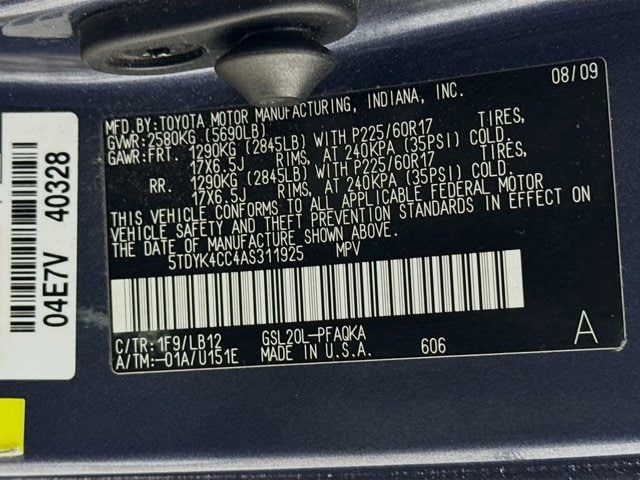 08/09
MFD.BY:TOYOTA MOTOR MANUFACTURING, INDIANA, INC.
GVWR:2580KG (5690LB)
GAWR:FRT. 1290KG (2845LB) WITH P225/60R17 TIRES,
17X6.5J RIMS, AT 240KPA (35PSI) COLD.
RR. 1290KG (2845LB) WITH P225/60R17 TIRES,
17X6.5J RIMS, AT 240KPA (35PSI) COLD.
THIS VEHICLE CONFORMS TO ALL APPLICABLE FEDERAL MOTOR
VEHICLE SAFETY AND THEFT PREVENTION STANDARDS IN EFFECT ON
THE DATE OF MANUFACTURE SHOWN ABOVE.
5TDYK4CC4AS311925 MPV
C/TR:1F9/LB12 GSL20L-PFAQKA
A/TM:-01A/U151E MADE IN U.S.A. 606
A
04E7V 40328